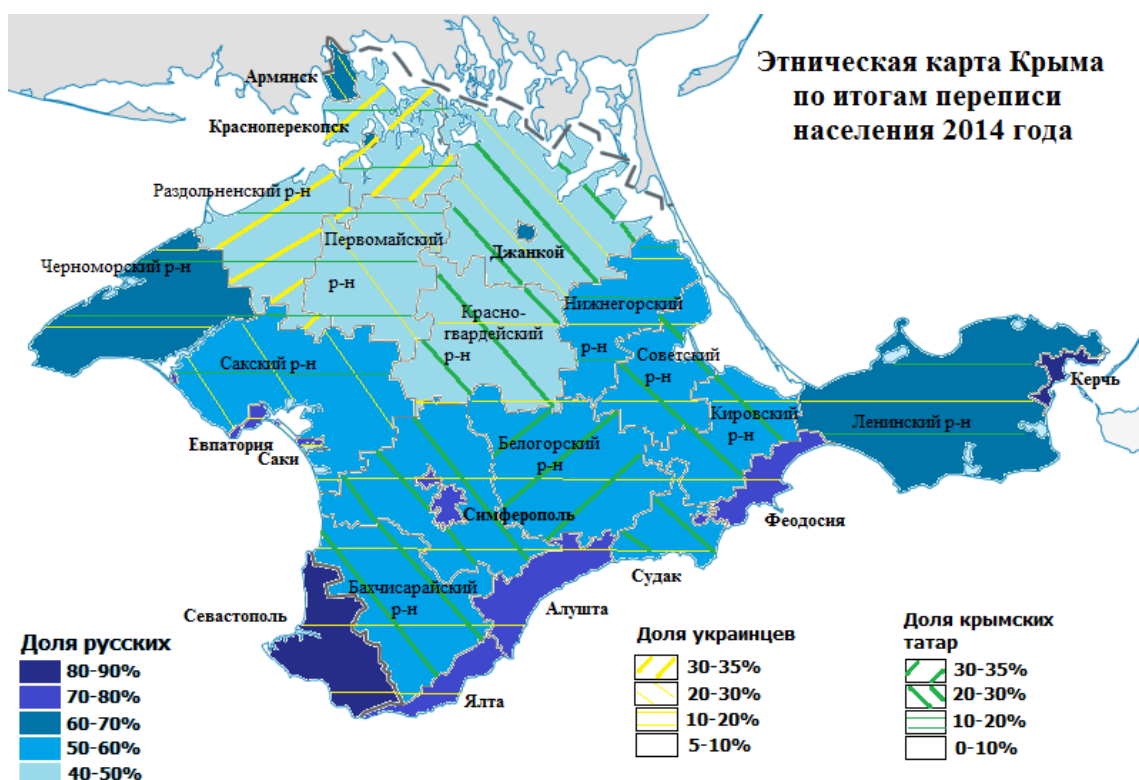 Этническая карта Крыма
по итогам переписи
населения 2014 года
Армянск
Красноперекопск
Раздольненский р-н
Первомайский
р-н
Черноморский р-н
Джанкой
Нижнегорский
р-н
Красно-
гвардейский
р-н
Советский
р-н
Сакский р-н
Керчь
Кировский
р-н
Ленинский р-н
Белогорский
р-н
Евпатория
Саки
Симферополь
Феодосия
Судак
Бахчисарайский
р-н
Алушта
Севастополь
Ялта
Доля русских
80-90%
70-80%
60-70%
50-60%
40-50%
Доля украинцев
30-35%
20-30%
10-20%
5-10%
Доля крымских
татар
30-35%
20-30%
10-20%
0-10%